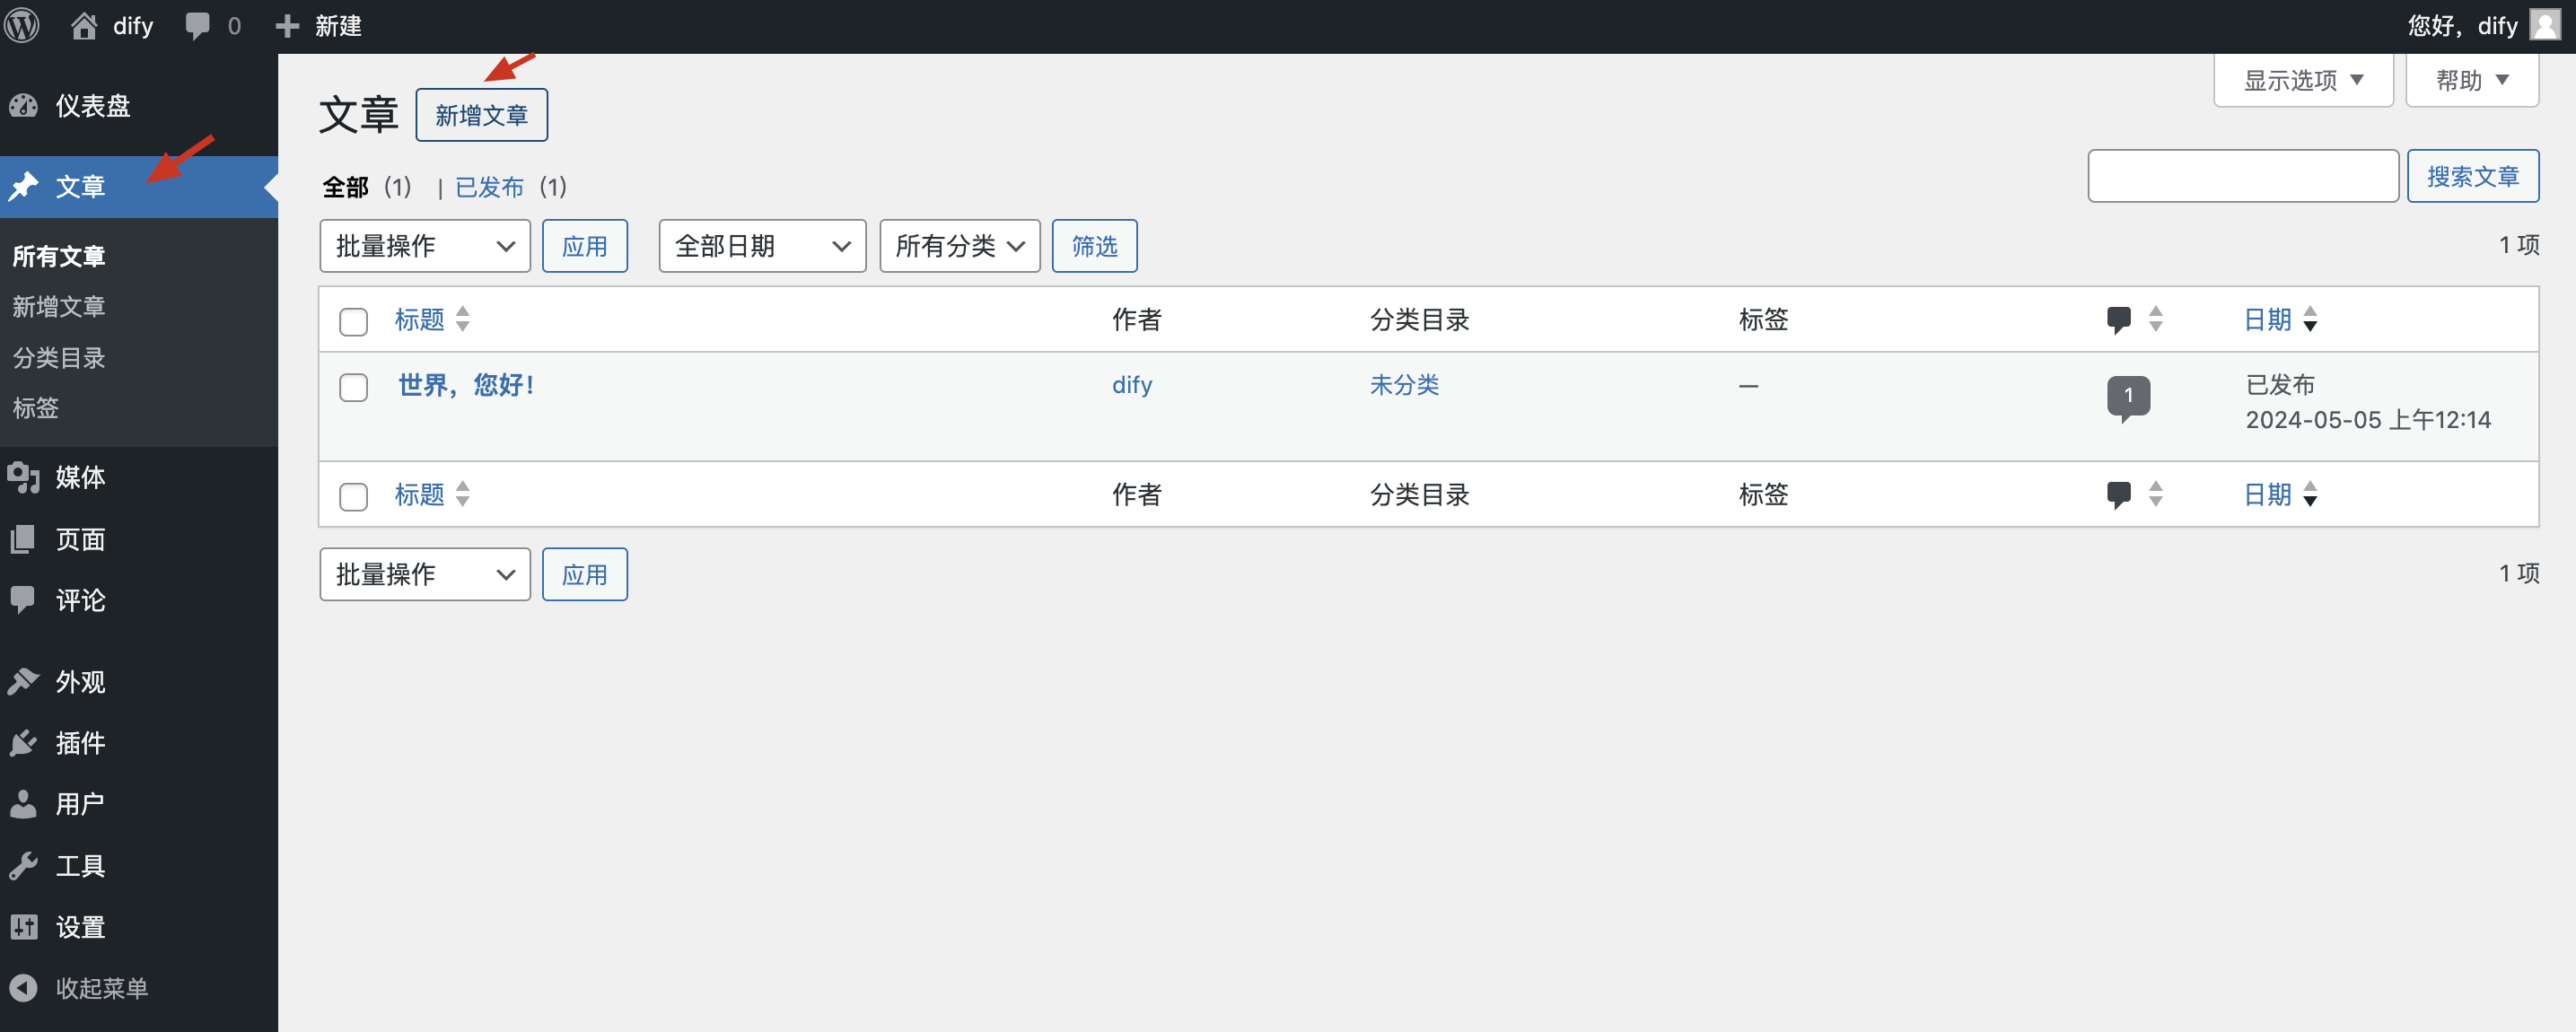 dify 0 新建 您好，dify
显示选项 帮助
仪表盘
文章
所有文章
新增文章
分类目录
标签
媒体
页面
评论
外观
插件
用户
工具
设置
收起菜单
文章 新增文章
全部 (1) | 已发布 (1)
搜索文章
批量操作 应用 全部日期 所有分类 筛选 1 项
标题 作者 分类目录 标签 日期
世界，您好！ dify 未分类 — 1 已发布
2024-05-05 上午12:14
标题 作者 分类目录 标签 日期
批量操作 应用 1 项